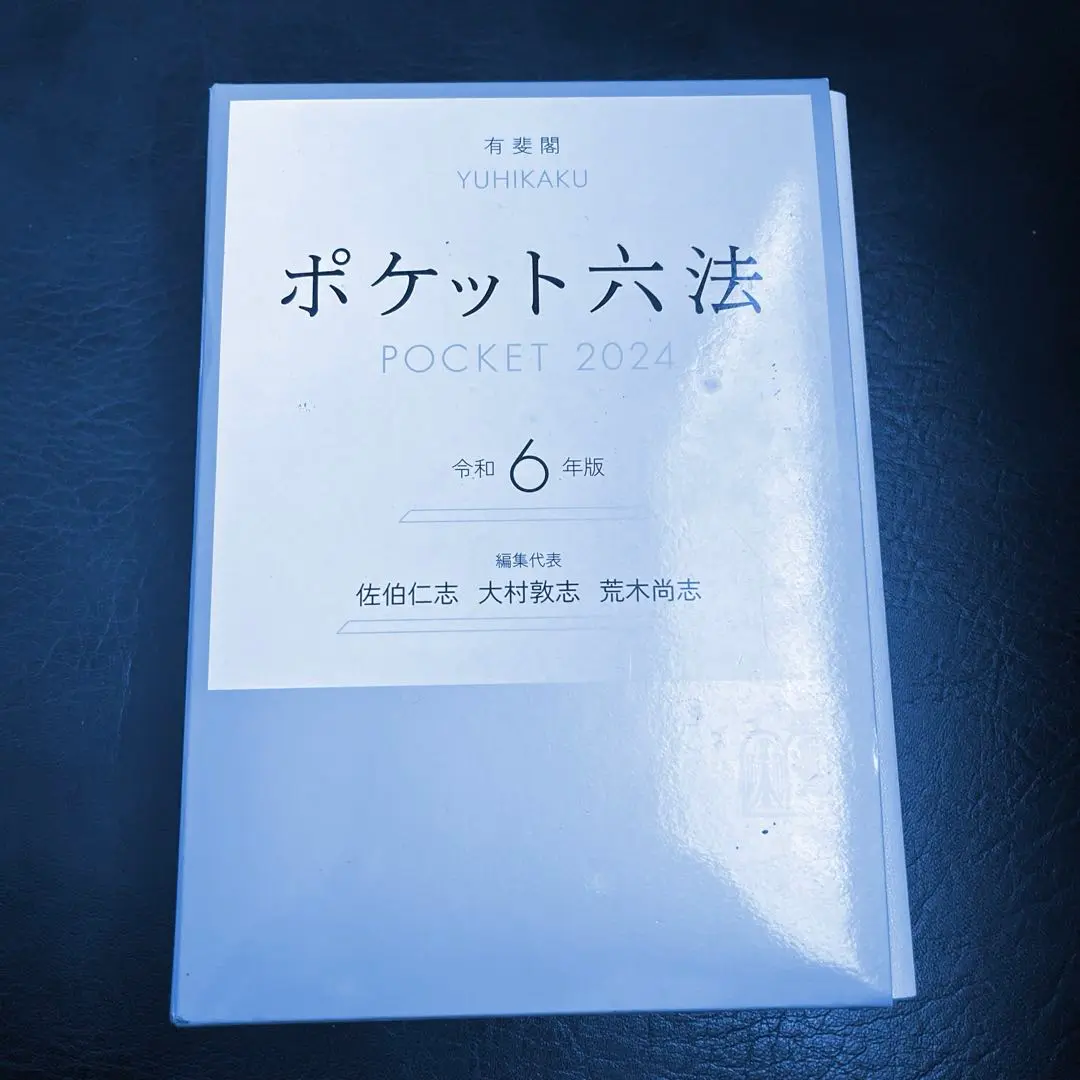 有斐閣
YUHIKAKU
ポケット六法
POCKET 2024
令和6年版
編集代表
佐伯仁志 大村敦志 荒木尚志